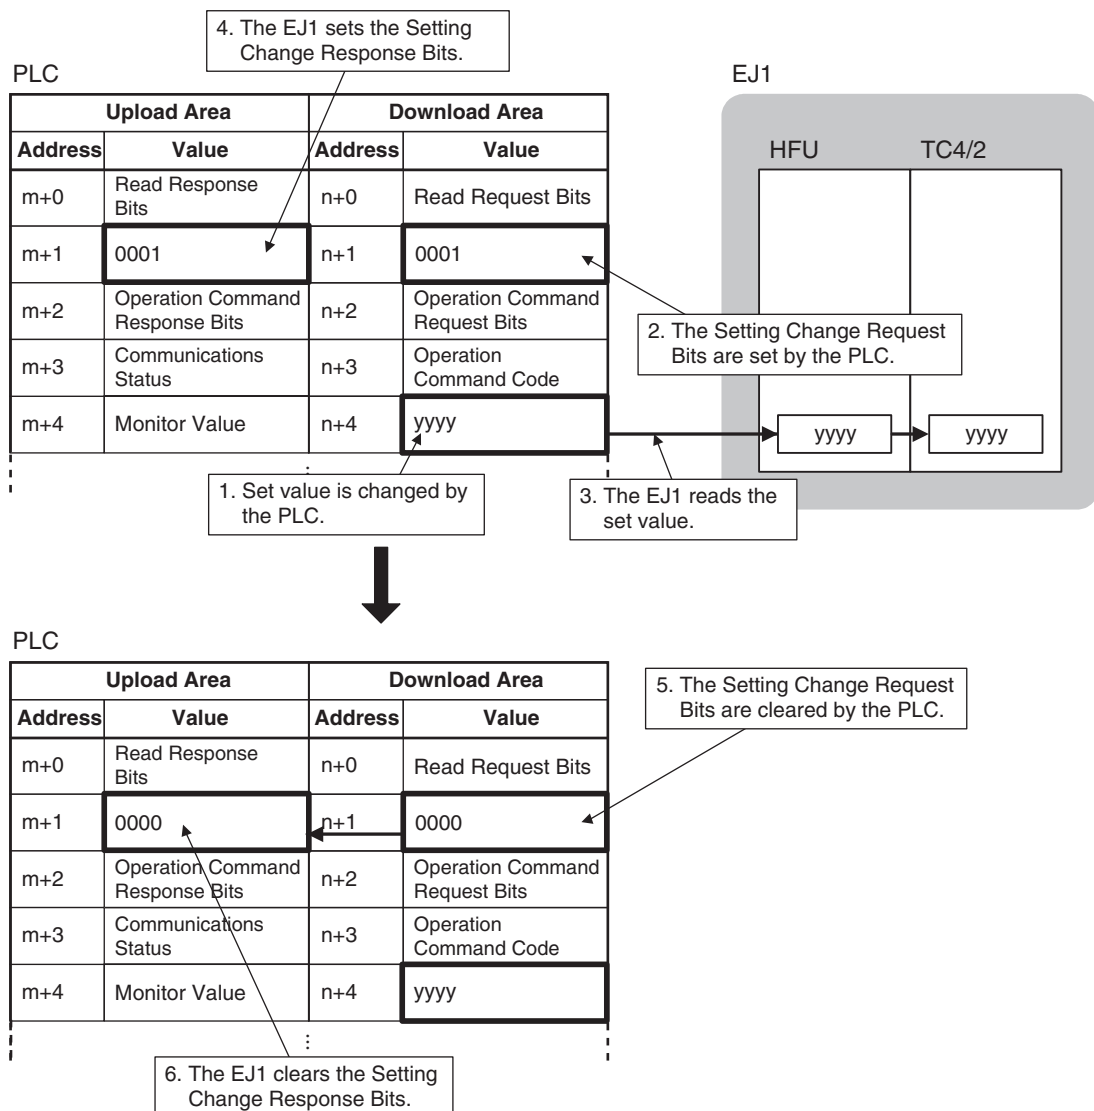 4. The EJ1 sets the Setting
Change Response Bits.
PLC
EJ1
Upload Area Download Area
Address Value Address Value
HFU TC4/2
m+0 Read Response
Bits n+0 Read Request Bits
m+1 0001 n+1 0001
m+2 Operation Command
Response Bits n+2 Operation Command
Request Bits
2. The Setting Change Request
Bits are set by the PLC.
m+3 Communications
Status n+3 Operation
Command Code
m+4 Monitor Value n+4 yyyy
yyyy yyyy
1. Set value is changed by
the PLC.
3. The EJ1 reads the
set value.
PLC
Upload Area Download Area
Address Value Address Value
5. The Setting Change Request
Bits are cleared by the PLC.
m+0 Read Response
Bits n+0 Read Request Bits
m+1 0000 n+1 0000
m+2 Operation Command
Response Bits n+2 Operation Command
Request Bits
m+3 Communications
Status n+3 Operation
Command Code
m+4 Monitor Value n+4 yyyy
6. The EJ1 clears the Setting
Change Response Bits.